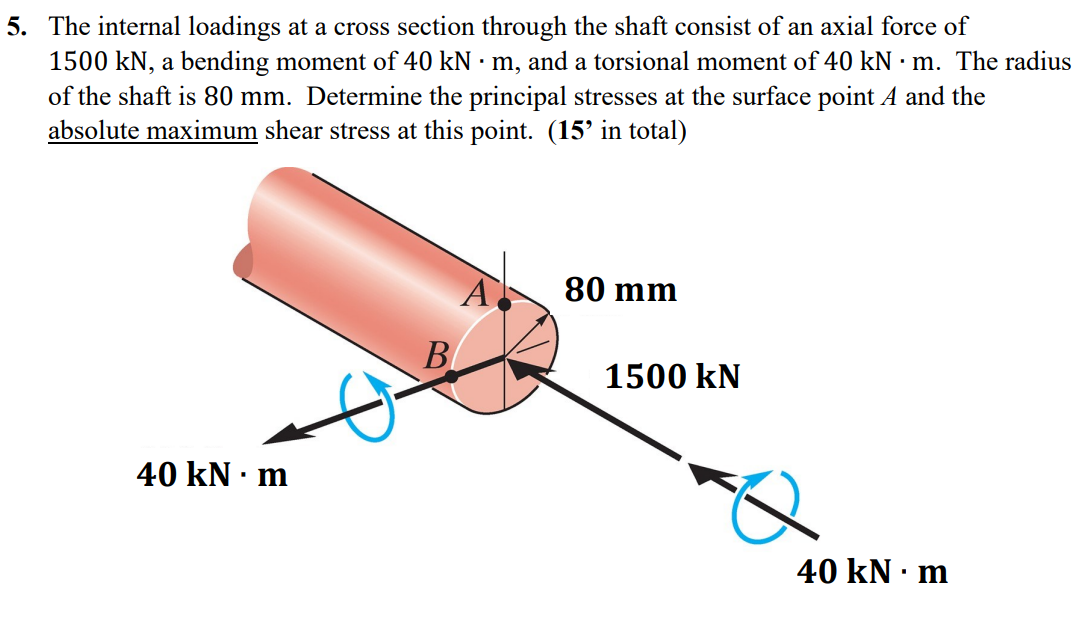 5. The internal loadings at a cross section through the shaft consist of an axial force of
1500 kN, a bending moment of 40 kN · m, and a torsional moment of 40 kN · m. The radius
of the shaft is 80 mm. Determine the principal stresses at the surface point A and the
absolute maximum shear stress at this point. (15’ in total)
A
80 mm
B
1500 kN
40 kN · m
40 kN · m